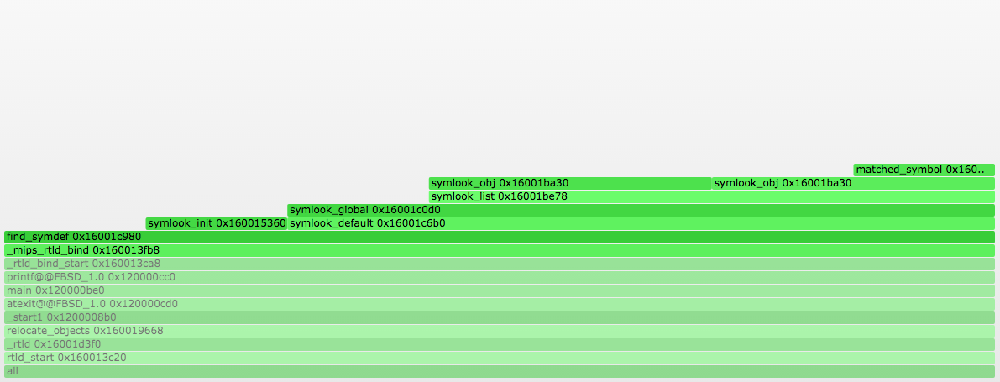 matched_symbol 0x160..
symlook_obj 0x16001ba30 symlook_obj 0x16001ba30
symlook_list 0x16001be78
symlook_global 0x16001c0d0
symlook_init 0x160015360 symlook_default 0x16001c6b0
find_symdef 0x16001c980
_mips_rtld_bind 0x160013fb8
_rtld_bind_start 0x160013ca8
printf@@FBSD_1.0 0x120000cc0
main 0x120000be0
atexit@@FBSD_1.0 0x120000cd0
_start1 0x1200008b0
relocate_objects 0x160019668
_rtld 0x16001d3f0
rtld_start 0x160013c20
all